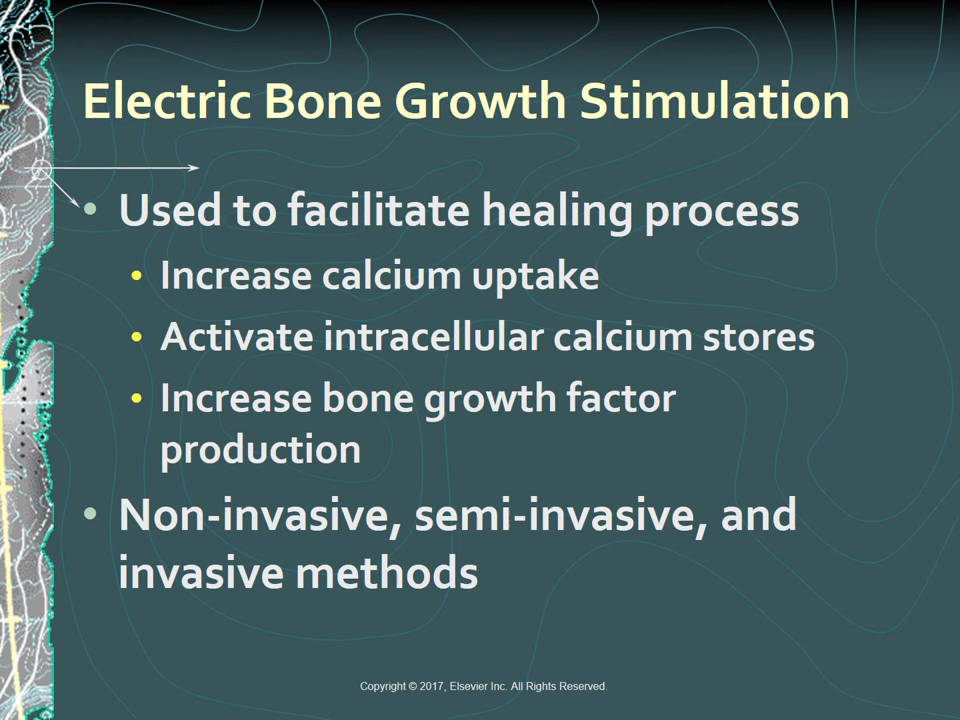 Electric Bone Growth Stimulation
• Used to facilitate healing process
• Increase calcium uptake
• Activate intracellular calcium stores
• Increase bone growth factor
production
• Non-invasive, semi-invasive, and
invasive methods
Copyright © 2017, Elsevier Inc. All Rights Reserved.